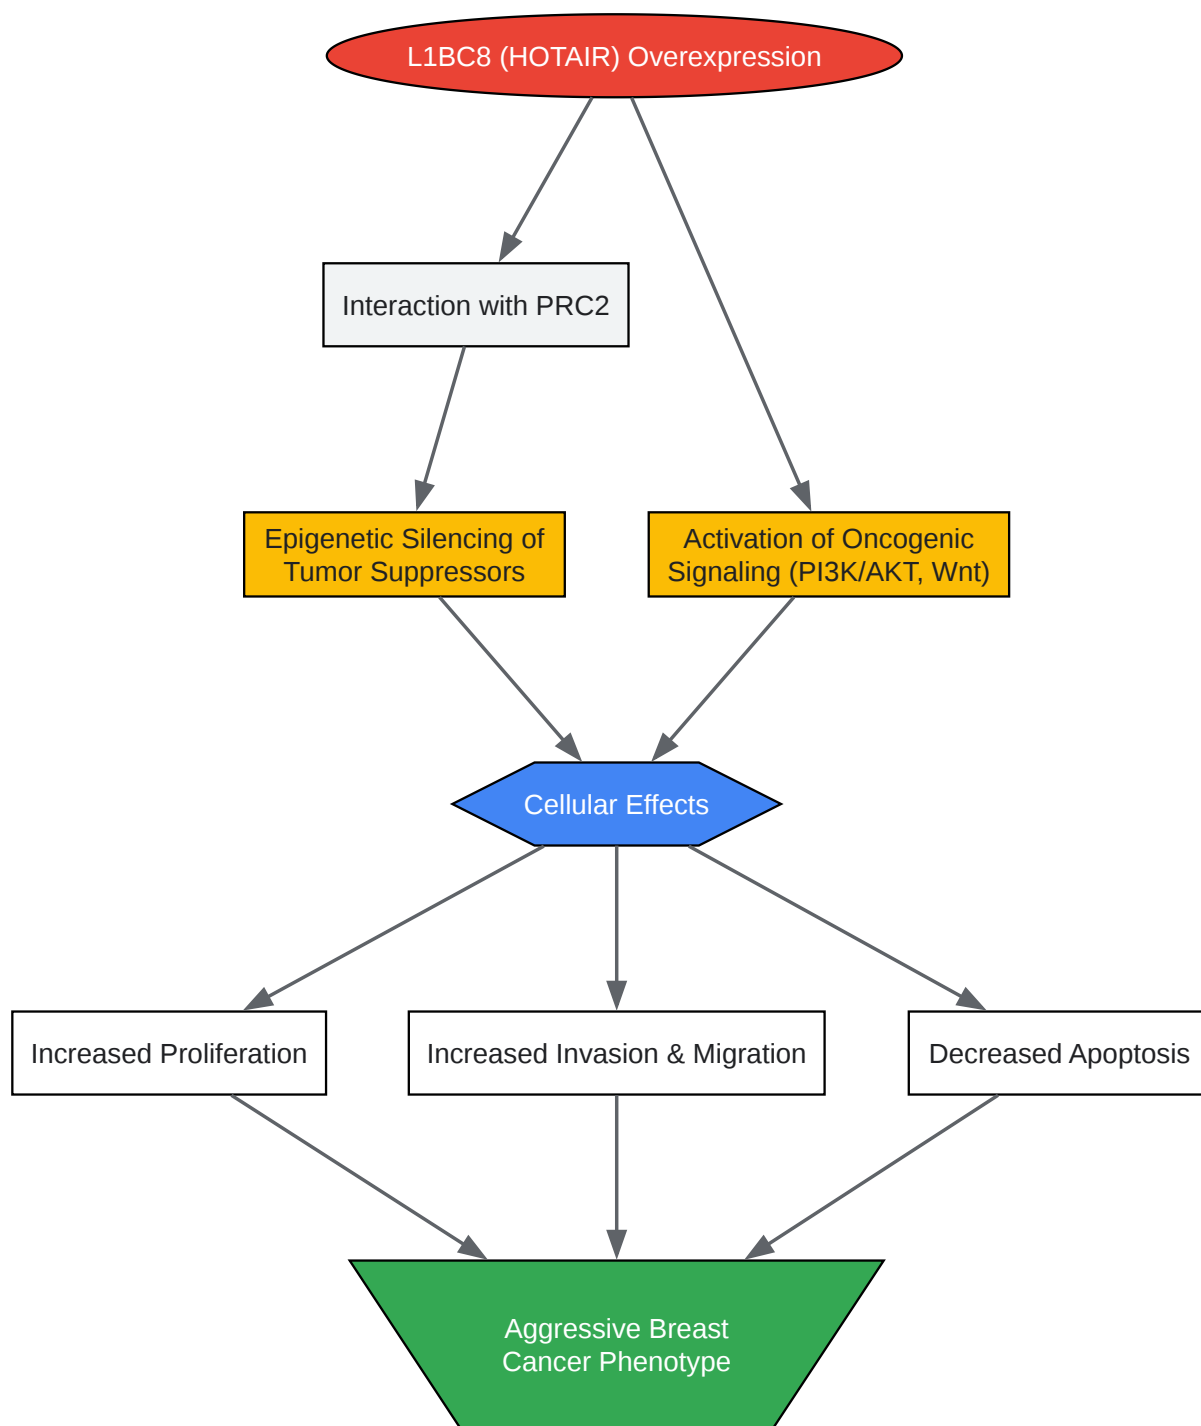 L1BC8 (HOTAIR) Overexpression
Interaction with PRC2
Epigenetic Silencing of
Tumor Suppressors
Activation of Oncogenic
Signaling (PI3K/AKT, Wnt)
Cellular Effects
Increased Proliferation
Increased Invasion & Migration
Decreased Apoptosis
Aggressive Breast
Cancer Phenotype